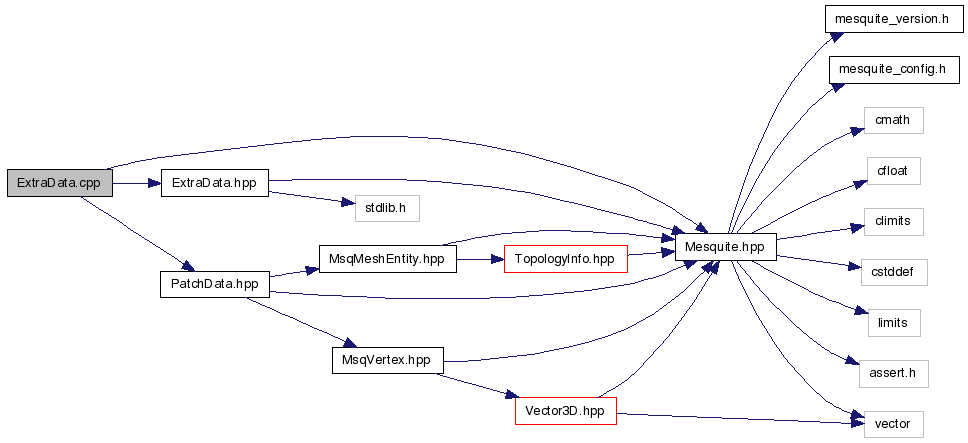 mesquite_version.h
mesquite_config.h
cmath
cfloat
ExtraData.cpp
ExtraData.hpp
stdlib.h
climits
Mesquite.hpp
MsqMeshEntity.hpp
TopologyInfo.hpp
cstddef
PatchData.hpp
limits
MsqVertex.hpp
assert.h
Vector3D.hpp
vector